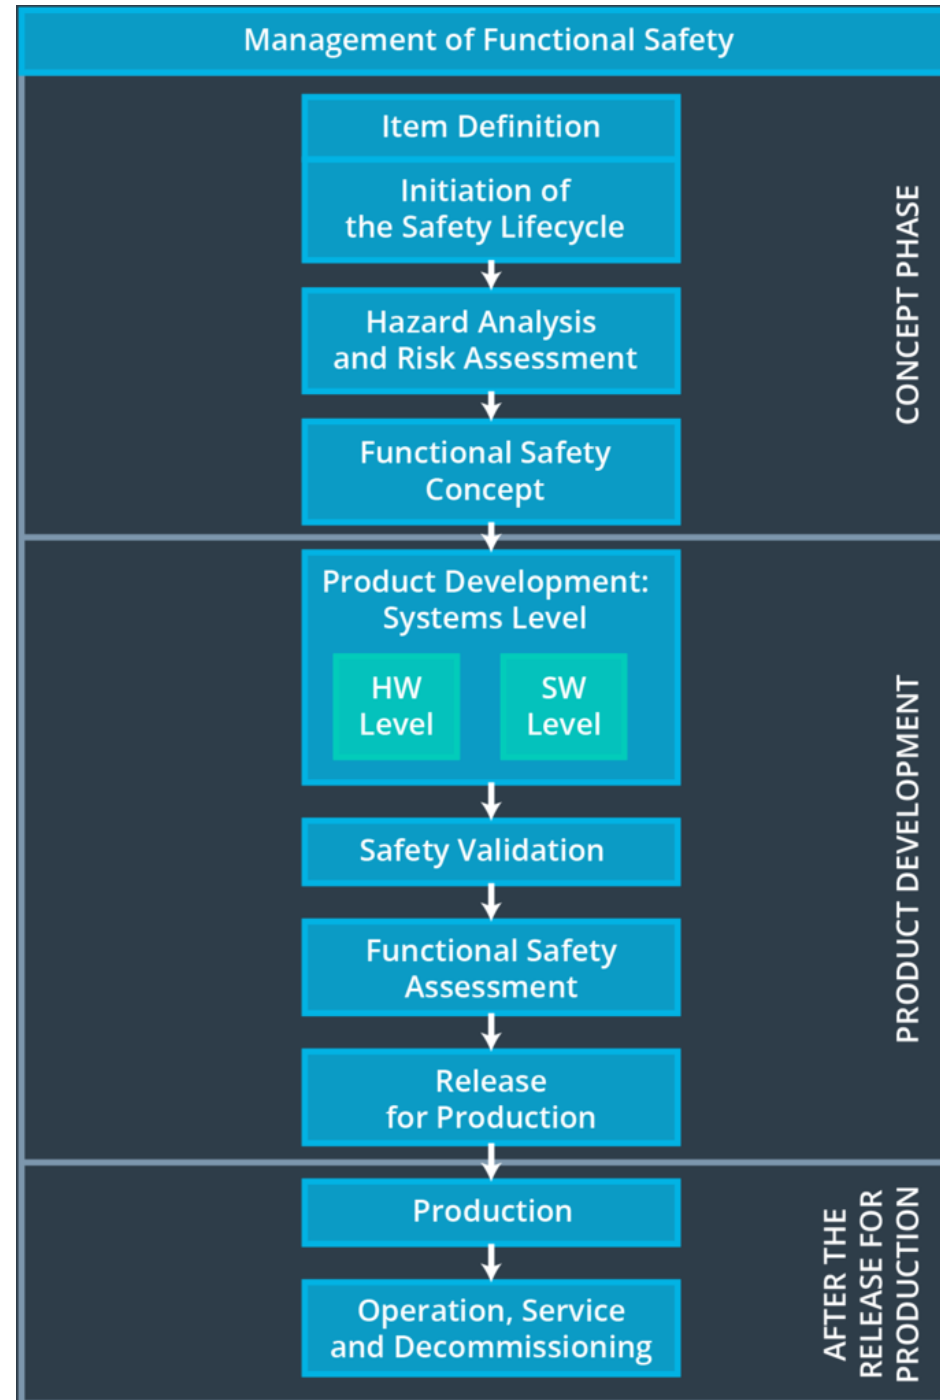 Management of Functional Safety
Item Definition
Initiation of
the Safety Lifecycle
Hazard Analysis
and Risk Assessment
Functional Safety
Concept
CONCEPT PHASE
Product Development:
Systems Level
HW
Level
SW
Level
Safety Validation
Functional Safety
Assessment
Release
for Production
PRODUCT DEVELOPMENT
Production
Operation, Service
and Decommissioning
AFTER THE
RELEASE FOR
PRODUCTION